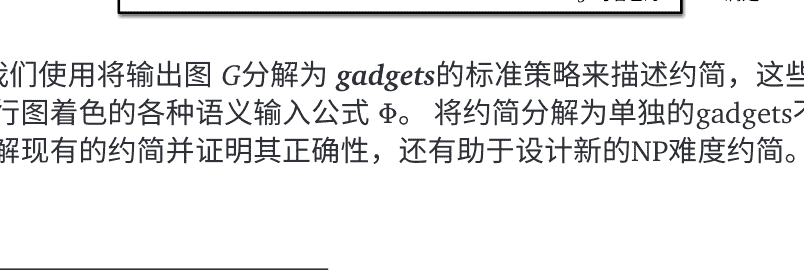 我们使用将输出图 G分解为 gadgets的标准策略来描述约简，这些
行图着色的各种语义输入公式 Φ。 将约简分解为单独的gadgets不
解现有的约简并证明其正确性，还有助于设计新的NP难度约简。